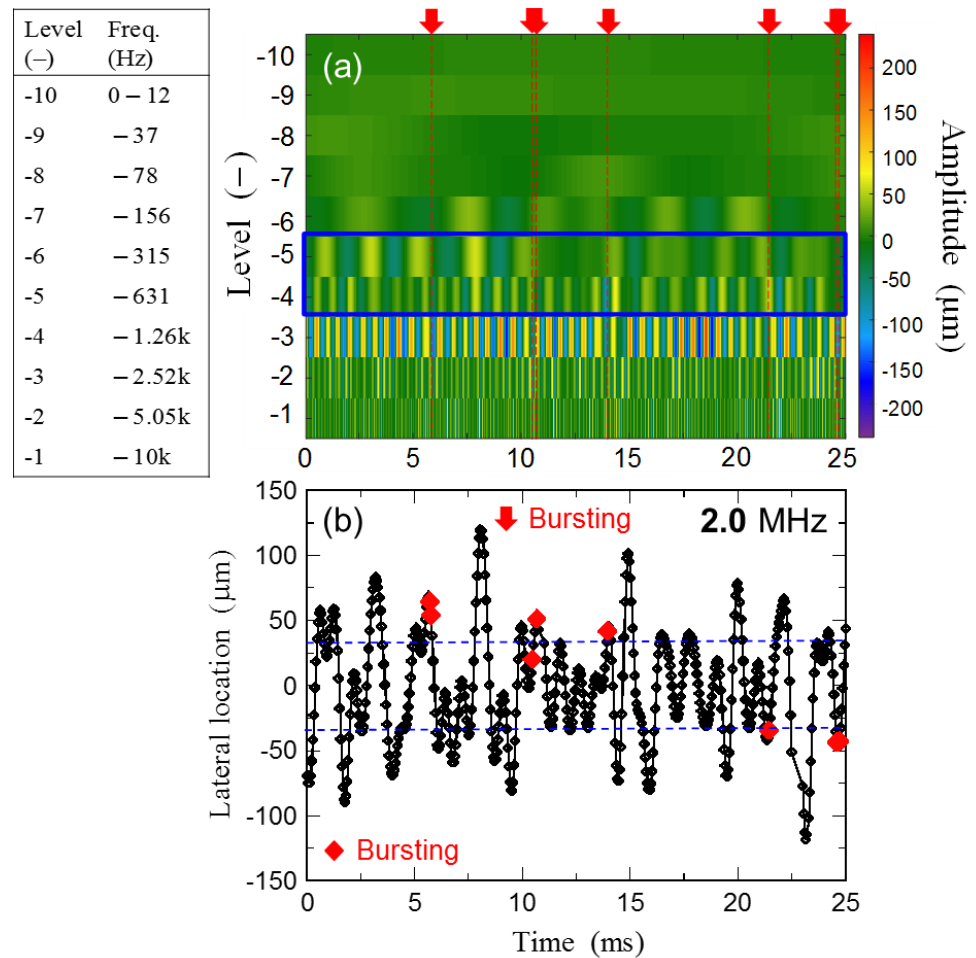 Level Freq.
(–) (Hz)
-10 0 – 12
-9 – 37
-8 – 78
-7 – 156
-6 – 315
-5 – 631
-4 – 1.26k
-3 – 2.52k
-2 – 5.05k
-1 – 10k
(a)
Level (–)
-10
-9
-8
-7
-6
-5
-4
-3
-2
-1
0 5 10 15 20 25
200
150
100
50
0
-50
-100
-150
-200
Amplitude (μm)
(b)
Bursting
2.0 MHz
Lateral location (μm)
150
100
50
0
-50
-100
-150
Bursting
0 5 10 15 20 25
Time (ms)